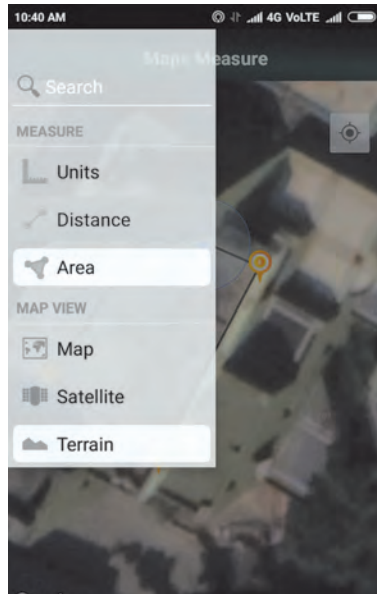 10:40 AM 4G VoLTE
Maps Measure
Search
MEASURE
Units
Distance
Area
MAP VIEW
Map
Satellite
Terrain